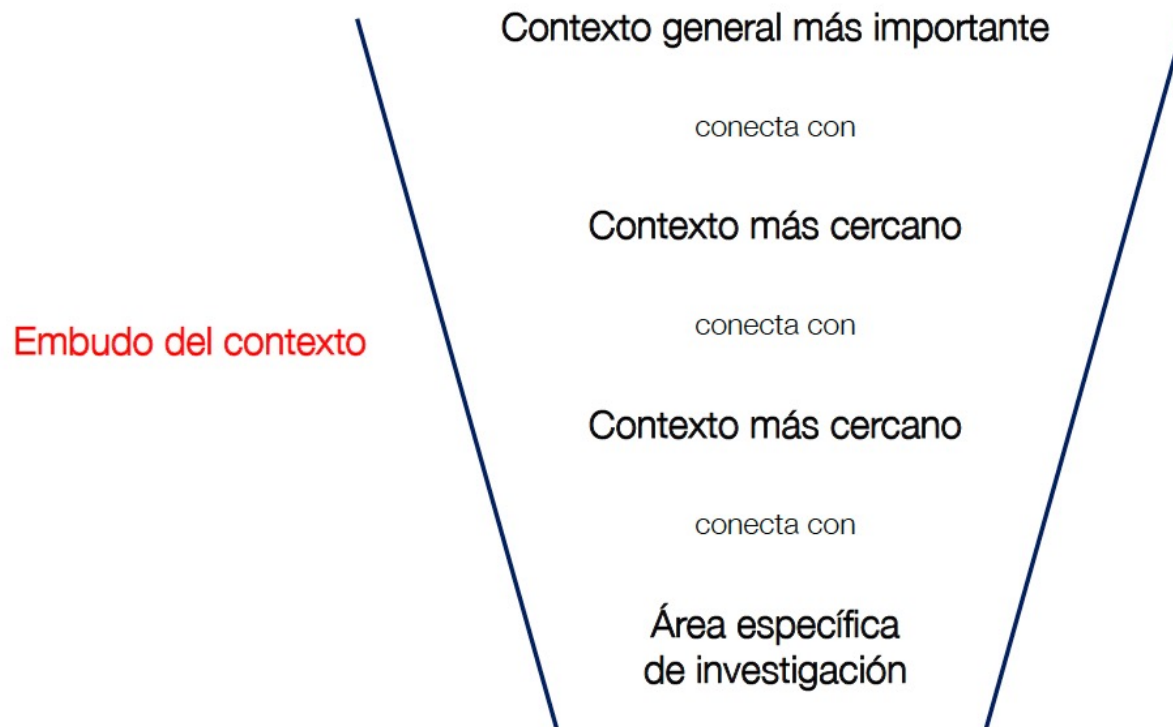 Contexto general más importante
conecta con
Contexto más cercano
conecta con
Embudo del contexto
Contexto más cercano
conecta con
Área específica
de investigación